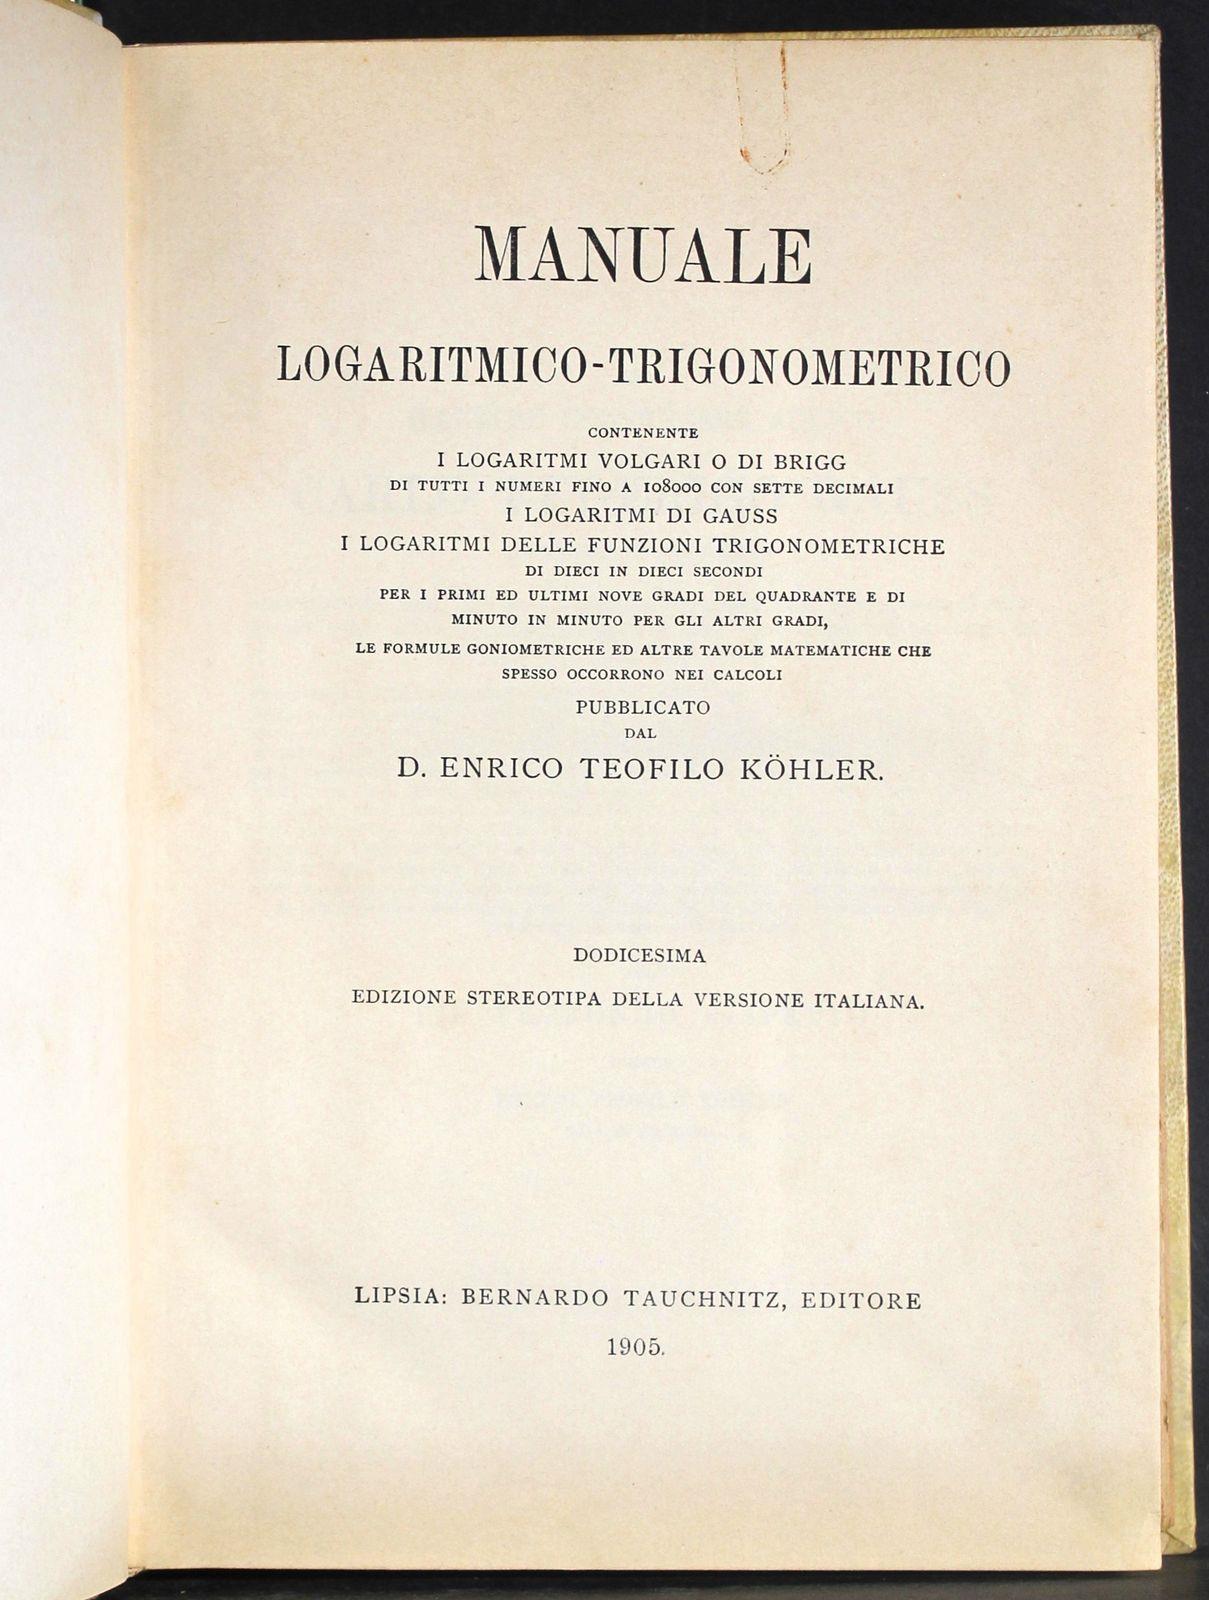 MANUALE
LOGARITMICO-TRIGONOMETRICO
CONTENENTE
I LOGARITMI VOLGARI O DI BRIGG
DI TUTTI I NUMERI FINO A 108000 CON SETTE DECIMALI
I LOGARITMI DI GAUSS
I LOGARITMI DELLE FUNZIONI TRIGONOMETRICHE
DI DIECI IN DIECI SECONDI
PER I PRIMI ED ULTIMI NOVE GRADI DEL QUADRANTE E DI
MINUTO IN MINUTO PER GLI ALTRI GRADI,
LE FORMULE GONIOMETRICHE ED ALTRE TAVOLE MATEMATICHE CHE
SPESSO OCCORRONO NEI CALCOLI
PUBBLICATO
DAL
D. ENRICO TEOFILO KÖHLER.
DODICESIMA
EDIZIONE STEREOTIPA DELLA VERSIONE ITALIANA.
LIPSIA: BERNARDO TAUCHNITZ, EDITORE
1905.